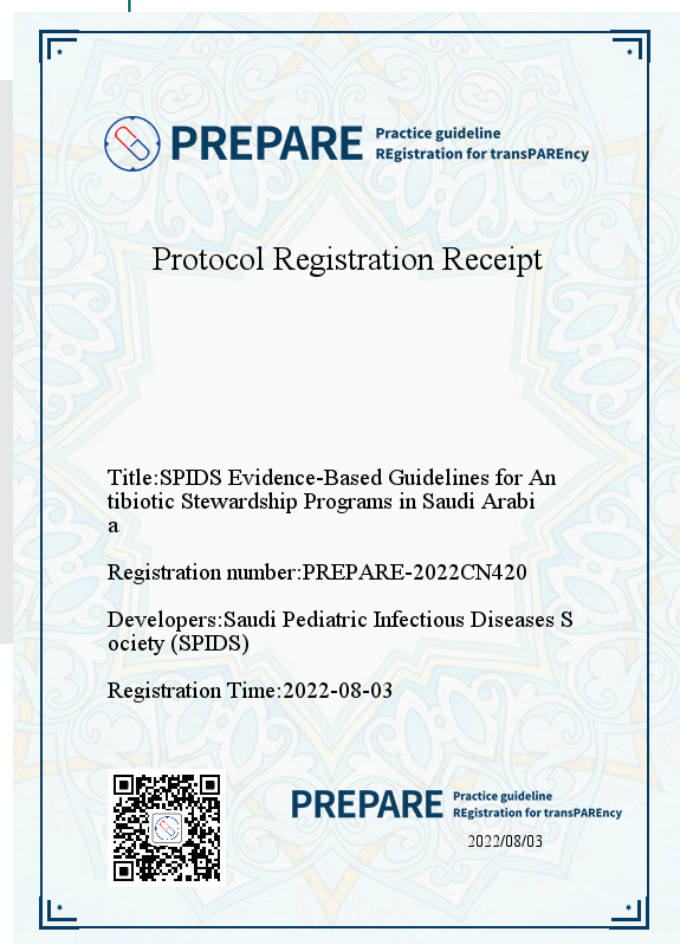 PREPARE
Practice guideline
REgistration for transPAREncy
Protocol Registration Receipt
Title:SPIDS Evidence-Based Guidelines for An
tibiotic Stewardship Programs in Saudi Arabi
a
Registration number:PREPARE-2022CN420
Developers:Saudi Pediatric Infectious Diseases S
ociety (SPIDS)
Registration Time:2022-08-03
PREPARE
Practice guideline
REgistration for transPAREncy
2022/08/03